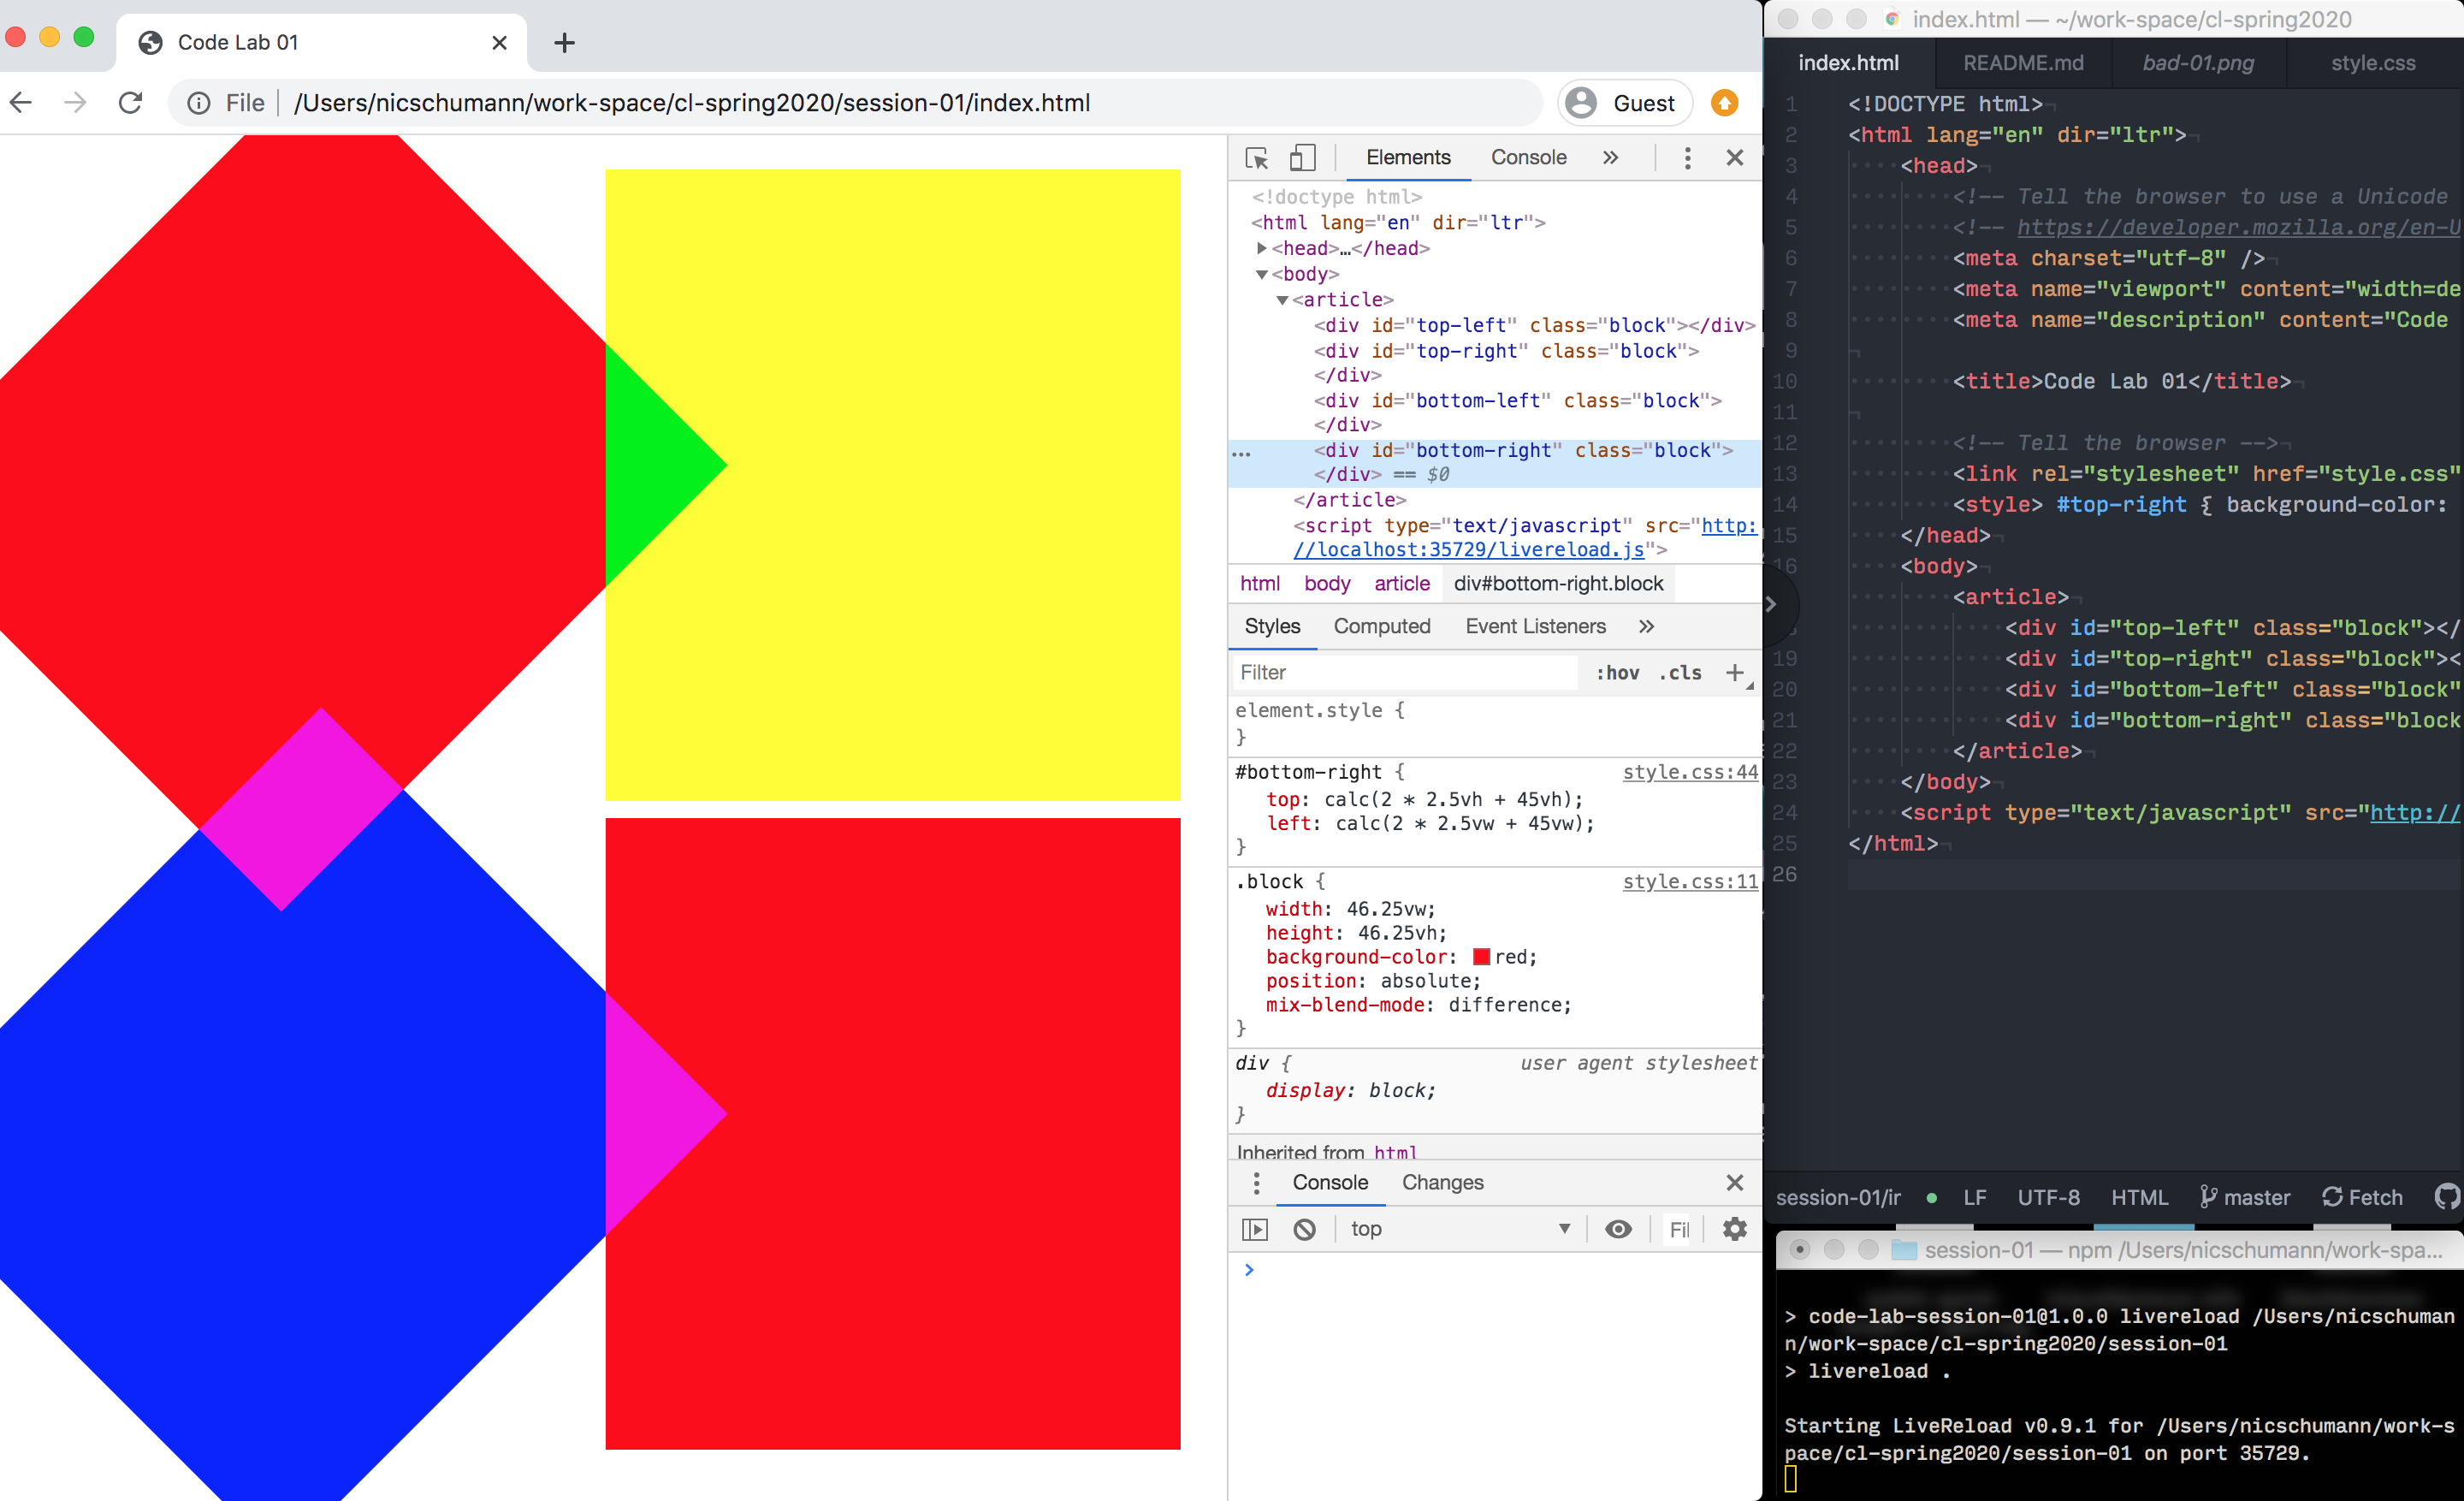 Code Lab 01
File /Users/nicschumann/work-space/cl-spring2020/session-01/index.html
Guest
Elements Console »
<!doctype html>
<html lang="en" dir="ltr">
<head>…</head>
<body>
<article>
<div id="top-left" class="block"></div>
<div id="top-right" class="block">
</div>
<div id="bottom-left" class="block">
</div>
<div id="bottom-right" class="block">
</div> == $0
</article>
<script type="text/javascript" src="http:
//localhost:35729/livereload.js">
html body article div#bottom-right.block
Styles Computed Event Listeners »
Filter :hov .cls +
element.style {
}
#bottom-right { style.css:44
top: calc(2 * 2.5vh + 45vh);
left: calc(2 * 2.5vw + 45vw);
}
.block { style.css:11
width: 46.25vw;
height: 46.25vh;
background-color: red;
position: absolute;
mix-blend-mode: difference;
}
div { user agent stylesheet
display: block;
}
Inherited from html
Console Changes
top Fil
>
index.html — ~/work-space/cl-spring2020
index.html README.md bad-01.png style.css
1 <!DOCTYPE html>
2 <html lang="en" dir="ltr">
3 <head>
4 <!-- Tell the browser to use a Unicode
5 <!-- https://developer.mozilla.org/en-U
6 <meta charset="utf-8" />
7 <meta name="viewport" content="width=de
8 <meta name="description" content="Code
9
10 <title>Code Lab 01</title>
11
12 <!-- Tell the browser -->
13 <link rel="stylesheet" href="style.css"
14 <style> #top-right { background-color:
15 </head>
16 <body>
<article>
<div id="top-left" class="block"></
19 <div id="top-right" class="block"><
20 <div id="bottom-left" class="block"
21 <div id="bottom-right" class="block
22 </article>
23 </body>
24 <script type="text/javascript" src="http://
25 </html>
26
session-01/ir LF UTF-8 HTML master Fetch
session-01 — npm /Users/nicschumann/work-spa...
> code-lab-session-01@1.0.0 livereload /Users/nicschuman
n/work-space/cl-spring2020/session-01
> livereload .
Starting LiveReload v0.9.1 for /Users/nicschumann/work-s
pace/cl-spring2020/session-01 on port 35729.